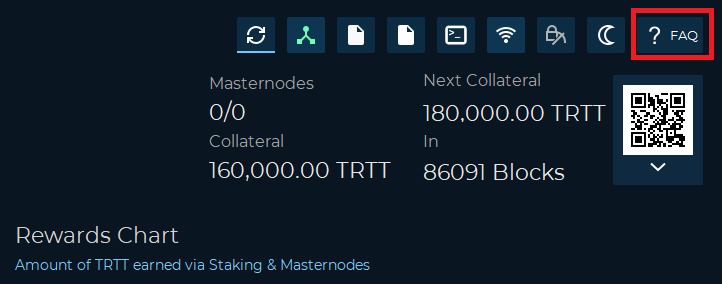 ? FAQ
Masternodes
0/0
Collateral
160,000.00 TRTT
Next Collateral
180,000.00 TRTT
In
86091 Blocks
Rewards Chart
Amount of TRTT earned via Staking & Masternodes